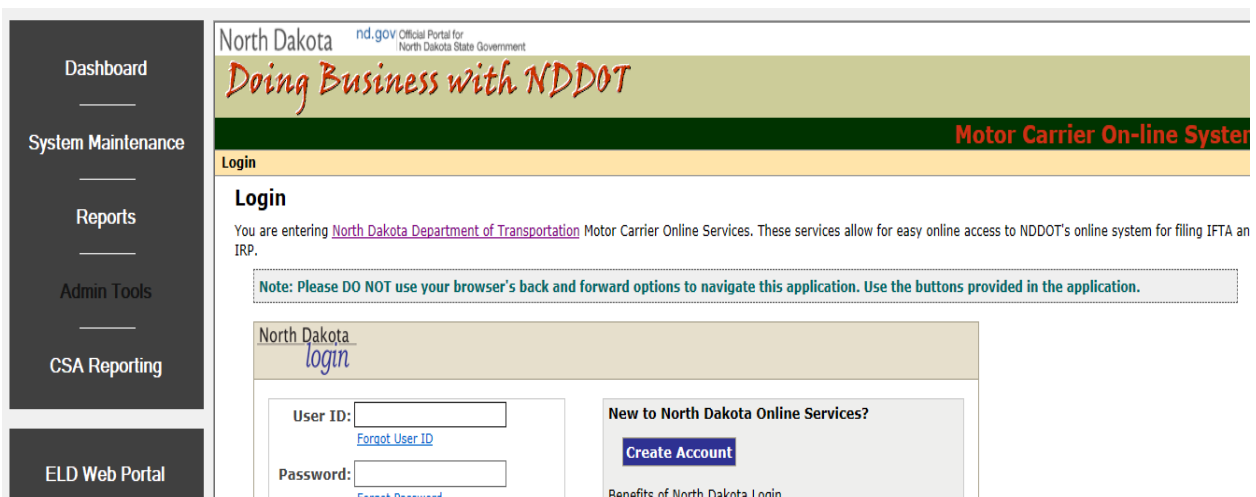 Dashboard
System Maintenance
Reports
Admin Tools
CSA Reporting
ELD Web Portal
North Dakota nd.gov Official Portal for
North Dakota State Government
Doing Business with NDDOT
Motor Carrier On-line System
Login
Login
You are entering North Dakota Department of Transportation Motor Carrier Online Services. These services allow for easy online access to NDDOT's online system for filing IFTA an
IRP.
Note: Please DO NOT use your browser's back and forward options to navigate this application. Use the buttons provided in the application.
North Dakota
login
User ID:
Forgot User ID
Password:
Forgot Password
New to North Dakota Online Services?
Create Account
Benefits of North Dakota Login